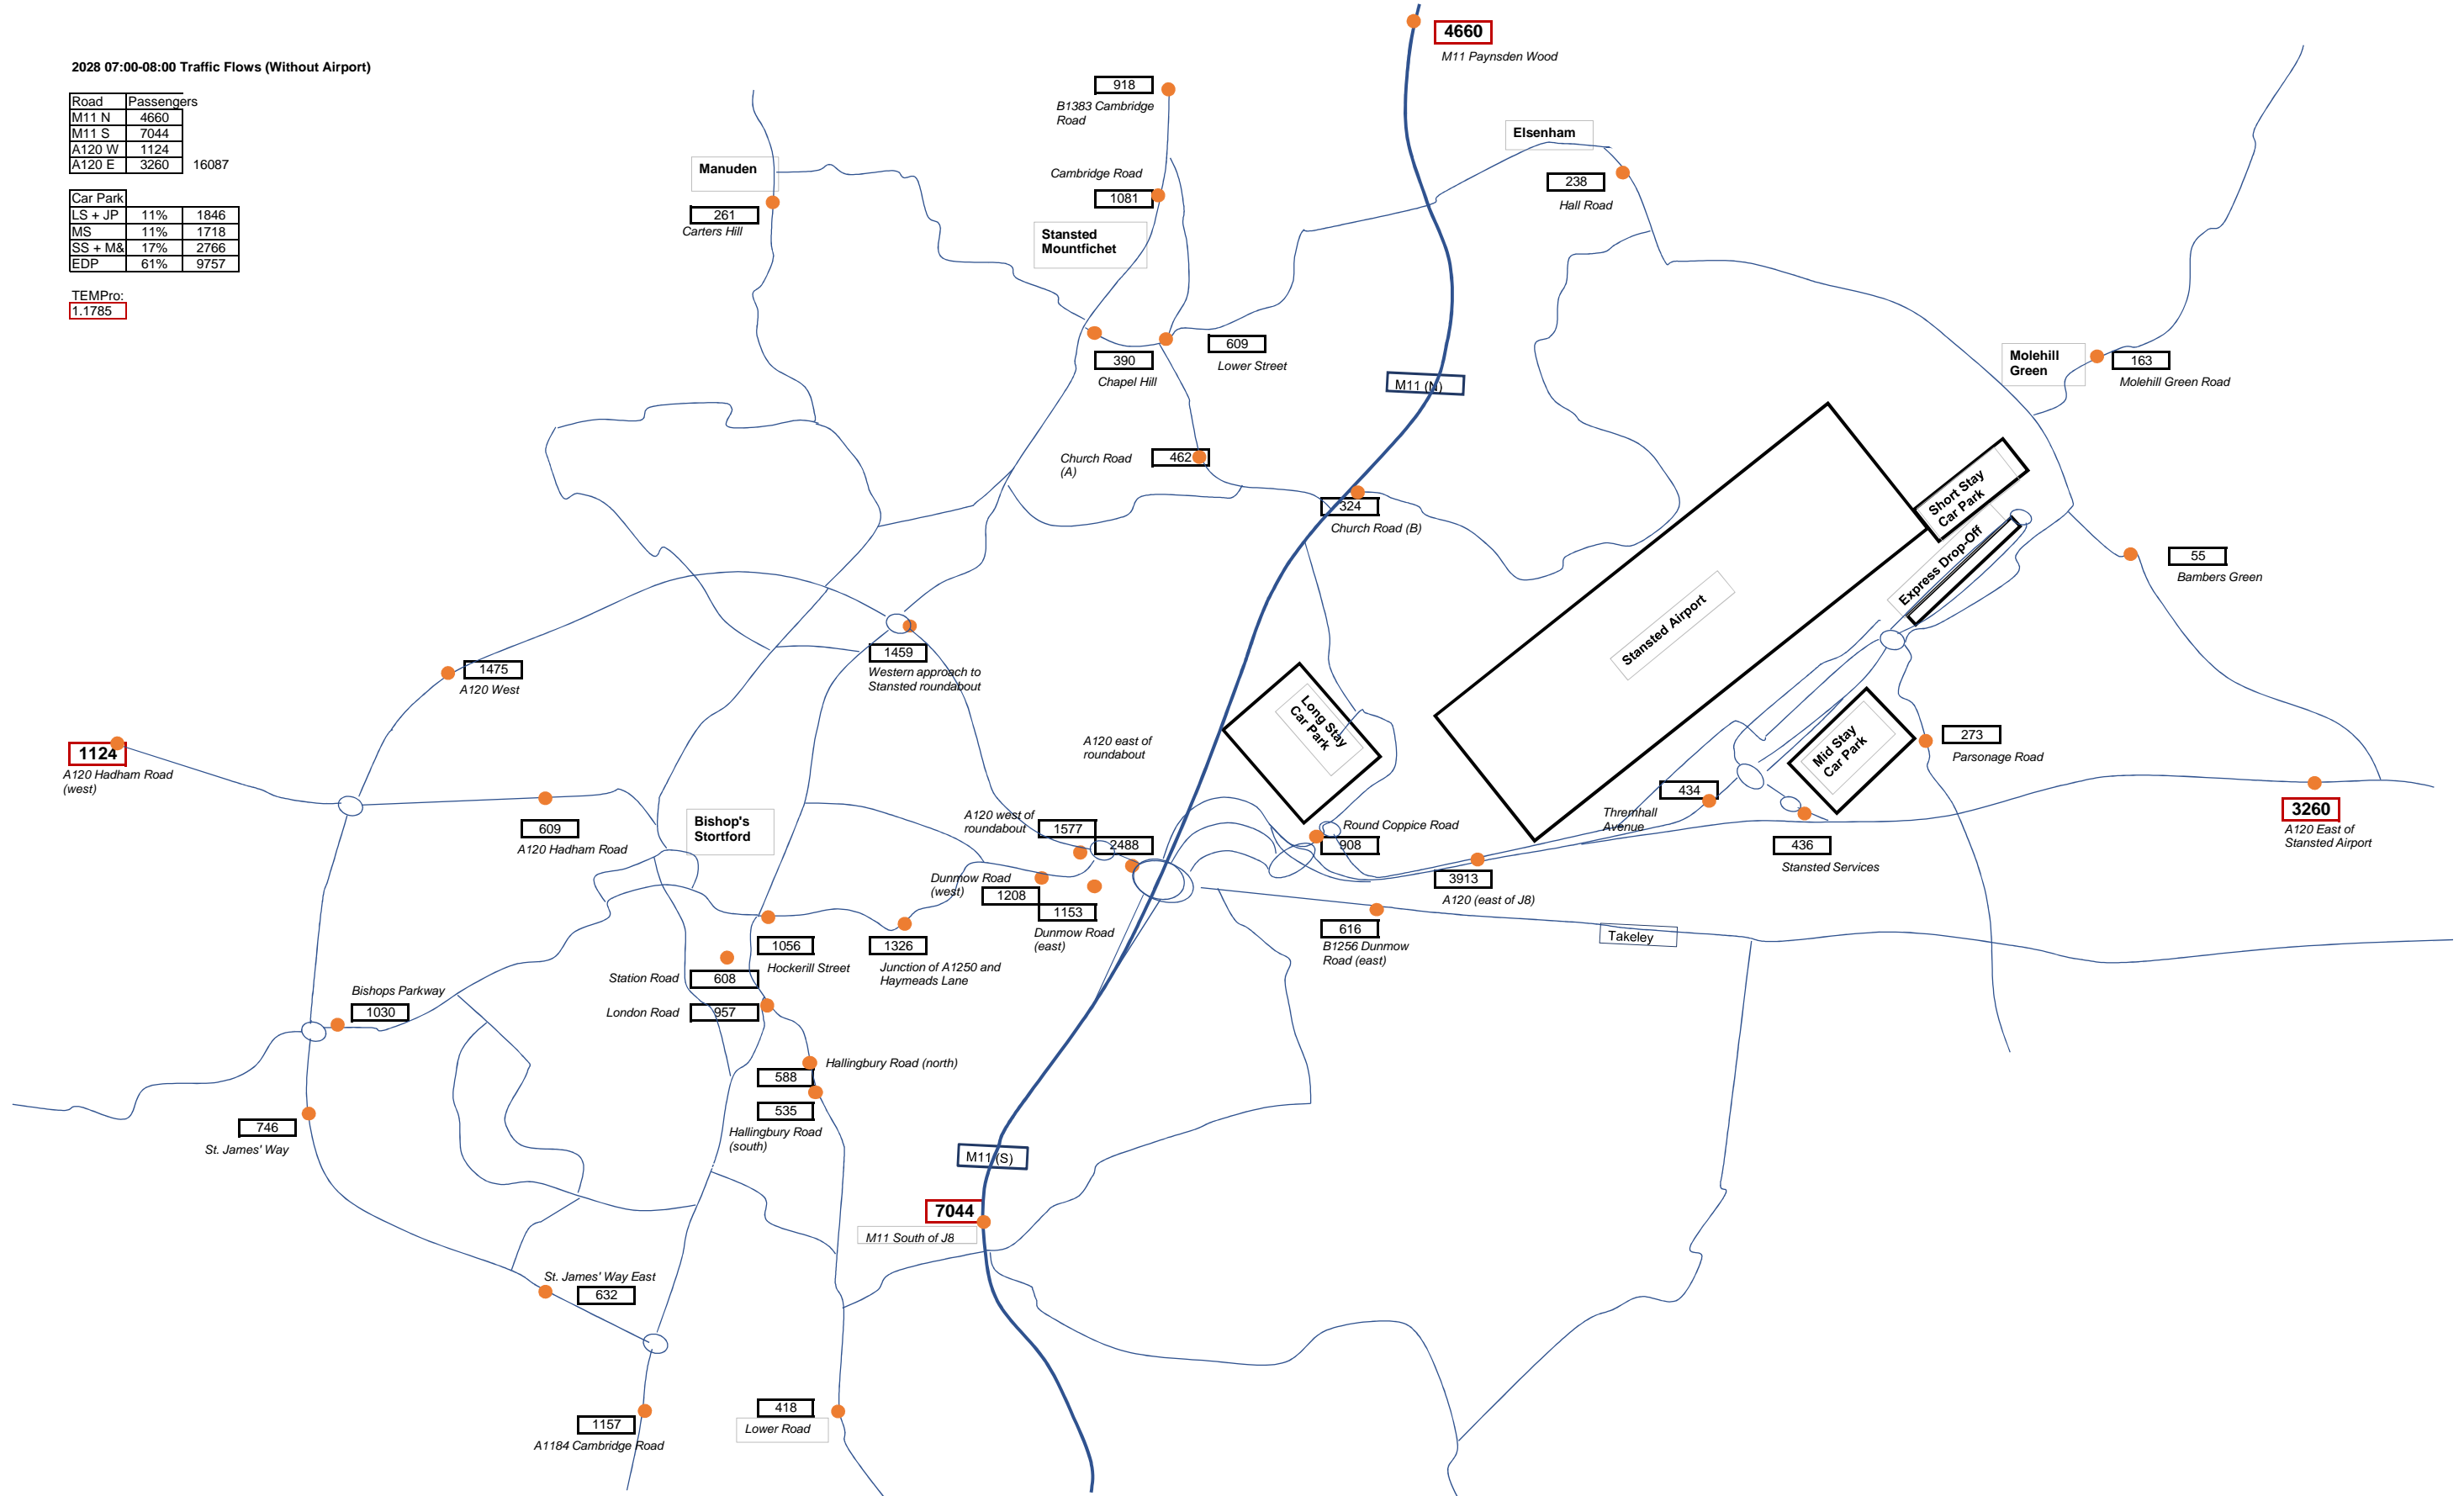 2028 07:00-08:00 Traffic Flows (Without Airport)
Road Passengers
M11 N 4660
M11 S 7044
A120 W 1124
A120 E 3260 16087
Car Park
LS + JP 11% 1846
MS 11% 1718
SS + M& 17% 2766
EDP 61% 9757
TEMPro:
1.1785
4660
M11 Paynsden Wood
918
B1383 Cambridge
Road
Cambridge Road
1081
Stansted
Mountfichet
Manuden
261
Carters Hill
Elsenham
238
Hall Road
390
Chapel Hill
609
Lower Street
M11 (N)
Molehill
Green
163
Molehill Green Road
Church Road
(A)
462
324
Church Road (B)
Short Stay
Car Park
Express Drop-Off
55
Bambers Green
Stansted Airport
1459
Western approach to
Stansted roundabout
1475
A120 West
1124
A120 Hadham Road
(west)
Long Stay
Car Park
Mid Stay
Car Park
273
Parsonage Road
A120 east of
roundabout
434
Thremhall
Avenue
3260
A120 East of
Stansted Airport
609
A120 Hadham Road
Bishop's
Stortford
A120 west of
roundabout
1577
2488
Round Coppice Road
908
436
Stansted Services
3913
A120 (east of J8)
Dunmow Road
(west)
1208
1153
Dunmow Road
(east)
616
B1256 Dunmow
Road (east)
Takeley
1056
Hockerill Street
1326
Junction of A1250 and
Haymeads Lane
Station Road
608
London Road
957
Bishops Parkway
1030
Hallingbury Road (north)
588
535
Hallingbury Road
(south)
746
St. James' Way
M11 (S)
7044
M11 South of J8
St. James' Way East
632
1157
A1184 Cambridge Road
418
Lower Road